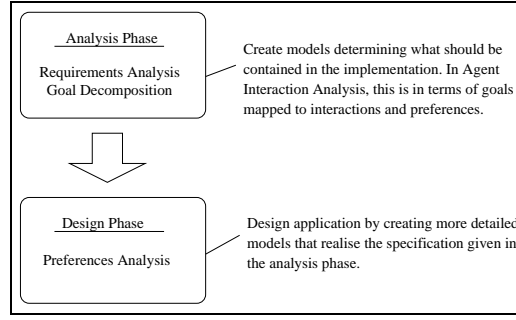 Analysis Phase
Requirements Analysis
Goal Decomposition
Create models determining what should be
contained in the implementation. In Agent
Interaction Analysis, this is in terms of goals
mapped to interactions and preferences.
Design Phase
Preferences Analysis
Design application by creating more detailed
models that realise the specification given in
the analysis phase.